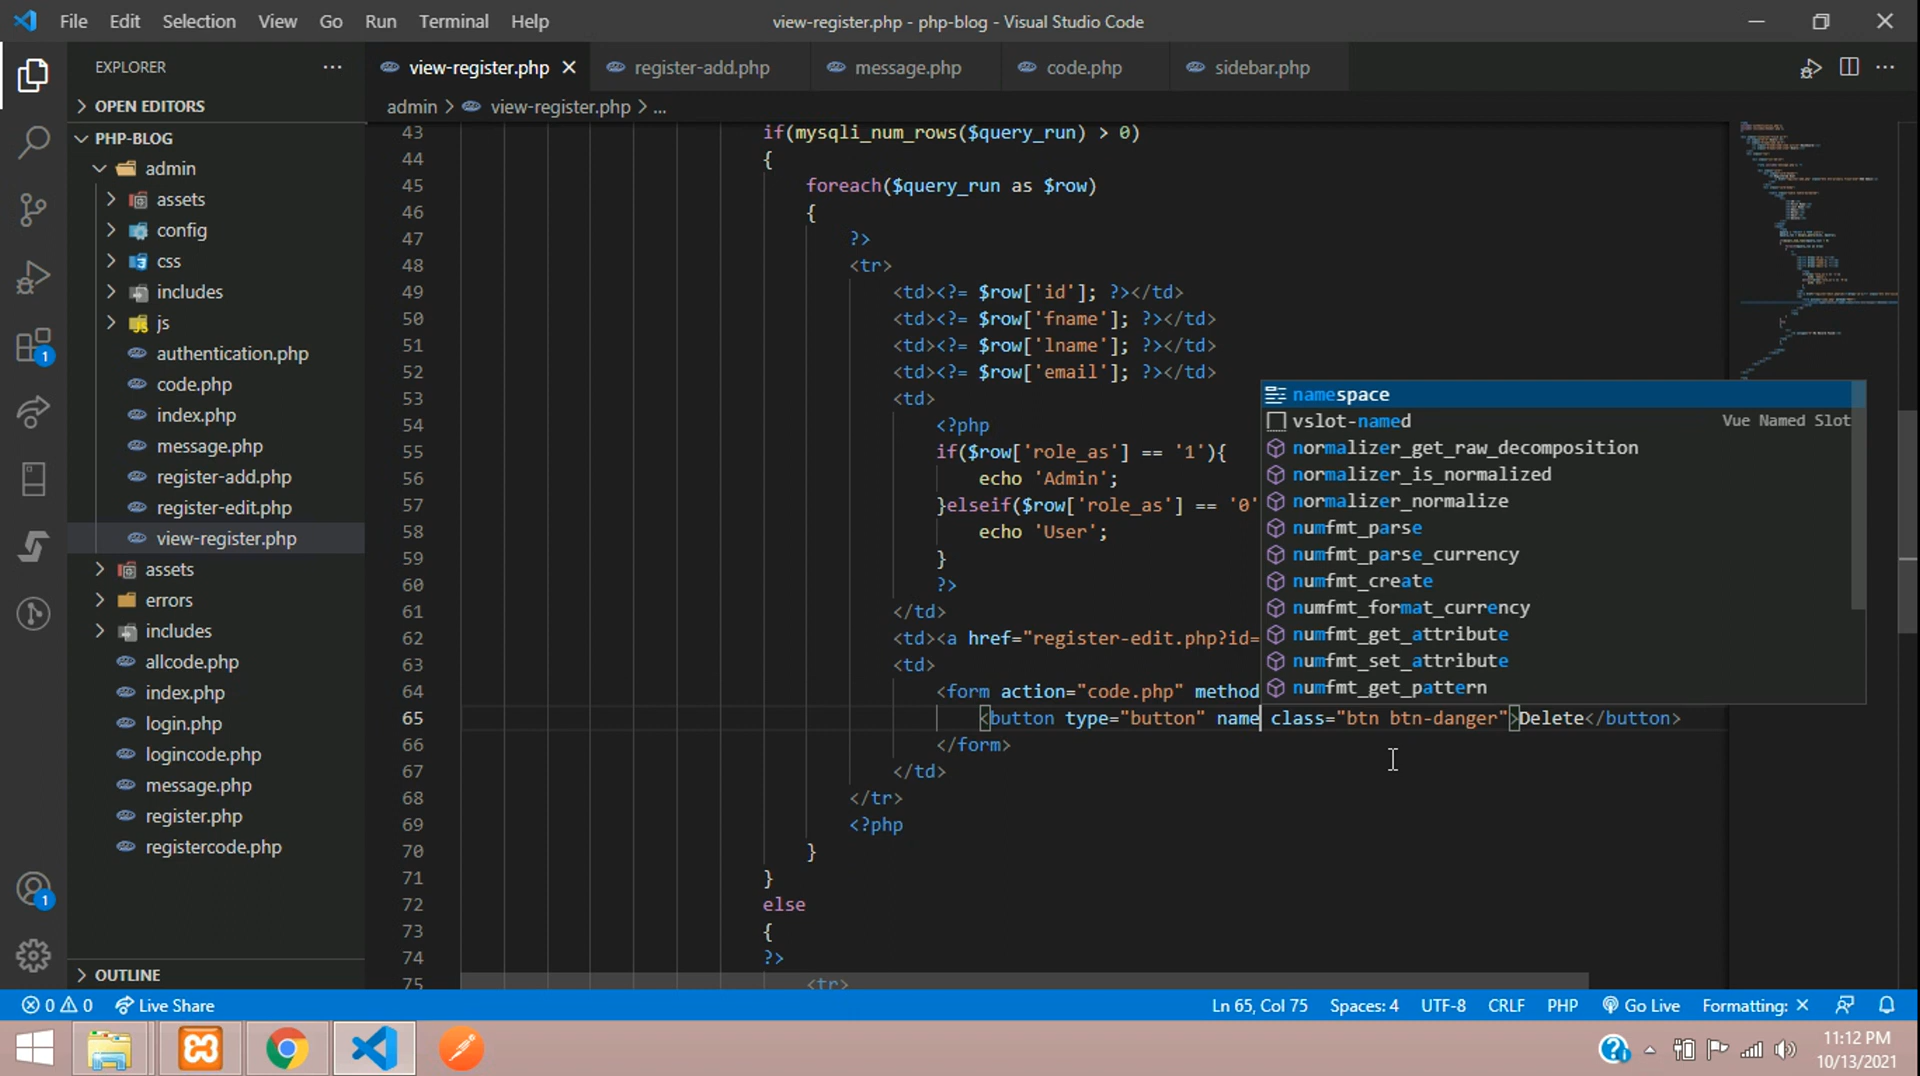 File Edit Selection View Go Run Terminal Help
view-register.php - php-blog - Visual Studio Code
EXPLORER
view-register.php
register-add.php
message.php
code.php
sidebar.php
OPEN EDITORS
admin > view-register.php > ...
PHP-BLOG
admin
assets
config
css
includes
js
authentication.php
code.php
index.php
message.php
register-add.php
register-edit.php
view-register.php
assets
errors
includes
allcode.php
index.php
login.php
logincode.php
message.php
register.php
registercode.php
OUTLINE
43 if(mysqli_num_rows($query_run) > 0)
44 {
45 foreach($query_run as $row)
46 {
47 ?>
48 <tr>
49 <td><?= $row['id']; ?></td>
50 <td><?= $row['fname']; ?></td>
51 <td><?= $row['lname']; ?></td>
52 <td><?= $row['email']; ?></td>
53 <td>
54 <?php
55 if($row['role_as'] == '1'){
56 echo 'Admin';
57 }elseif($row['role_as'] == '0'
58 echo 'User';
59 }
60 ?>
61 </td>
62 <td><a href="register-edit.php?id=
63 <td>
64 <form action="code.php" method
65 <button type="button" name class="btn btn-danger">Delete</button>
66 </form>
67 </td>
68 </tr>
69 <?php
70 }
71 }
72 else
73 {
74 ?>
75 <tr>
namespace
vslot-named Vue Named Slot
normalizer_get_raw_decomposition
normalizer_is_normalized
normalizer_normalize
numfmt_parse
numfmt_parse_currency
numfmt_create
numfmt_format_currency
numfmt_get_attribute
numfmt_set_attribute
numfmt_get_pattern
1
1
0 0 Live Share
Ln 65, Col 75 Spaces: 4 UTF-8 CRLF PHP Go Live Formatting: ×
11:12 PM
10/13/2021